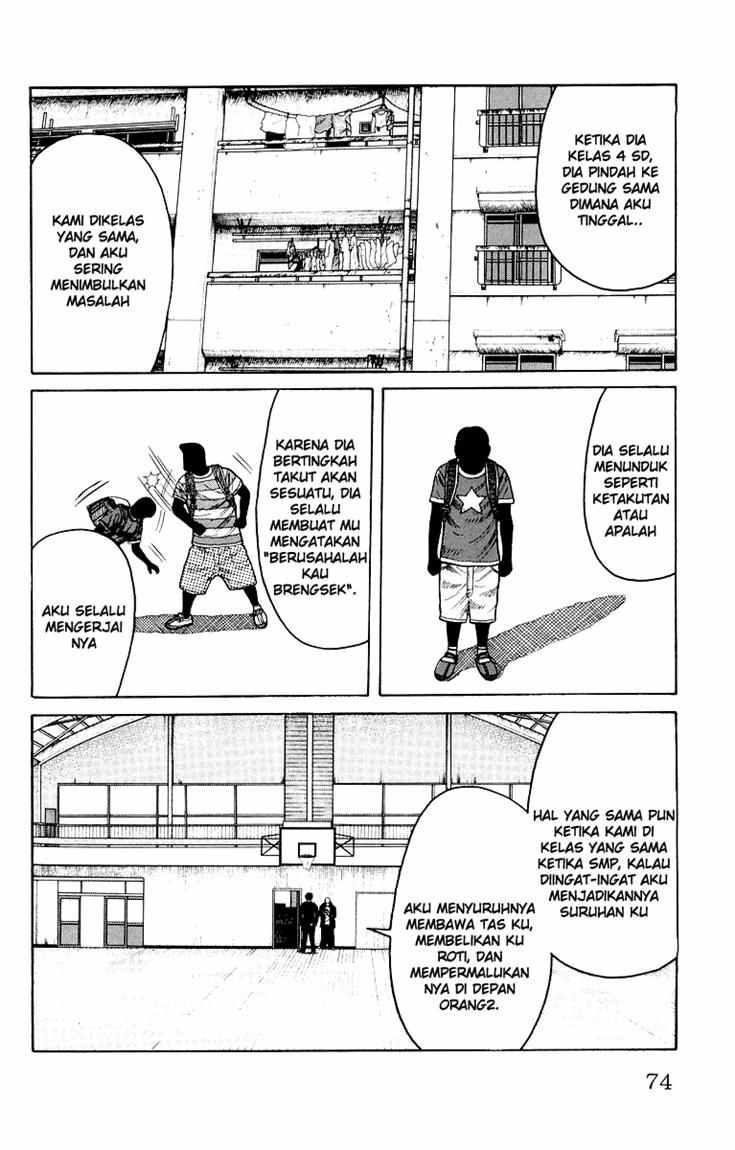 KETIKA DIA
KELAS 4 SD,
DIA PINDAH KE
GEDUNG SAMA
DIMANA AKU
TINGGAL..
KAMI DIKELAS
YANG SAMA,
DAN AKU
SERING
MENIMBULKAN
MASALAH
DIA SELALU
MENUNDUK
SEPERTI
KETAKUTAN
ATAU
APALAH
KARENA DIA
BERTINGKAH
TAKUT AKAN
SESUATU, DIA
SELALU
MEMBUAT MU
MENGATAKAN
"BERUSAHALAH
KAU
BRENGSEK".
AKU SELALU
MENGERJAI
NYA
HAL YANG SAMA PUN
KETIKA KAMI DI
KELAS YANG SAMA
KETIKA SMP, KALAU
DIINGAT-INGAT AKU
MENJADIKANNYA
SURUHAN KU
AKU MENYURUHNYA
MEMBAWA TAS KU,
MEMBELIKAN KU
ROTI, DAN
MEMPERMALUKAN
NYA DI DEPAN
ORANG2.
74